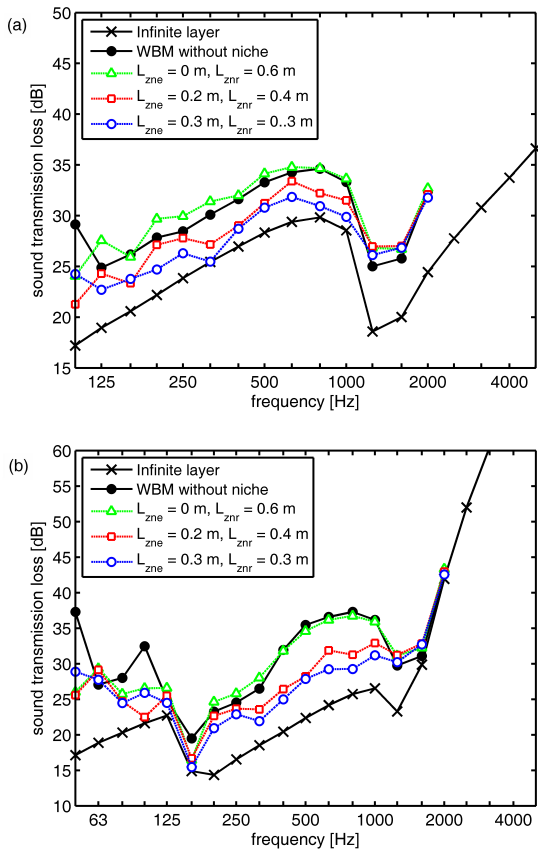 (a)
50
45
40
35
30
25
20
15
sound transmission loss [dB]
Infinite layer
WBM without niche
L_zne = 0 m, L_znr = 0.6 m
L_zne = 0.2 m, L_znr = 0.4 m
L_zne = 0.3 m, L_znr = 0..3 m
125 250 500 1000 2000 4000
frequency [Hz]
(b)
60
55
50
45
40
35
30
25
20
15
10
sound transmission loss [dB]
Infinite layer
WBM without niche
L_zne = 0 m, L_znr = 0.6 m
L_zne = 0.2 m, L_znr = 0.4 m
L_zne = 0.3 m, L_znr = 0.3 m
63 125 250 500 1000 2000 4000
frequency [Hz]